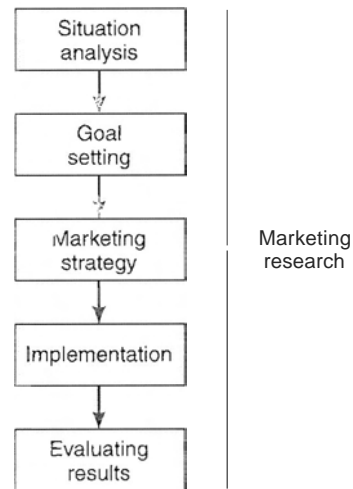 Situation
analysis
Goal
setting
Marketing
strategy
Marketing
research
Implementation
Evaluating
results